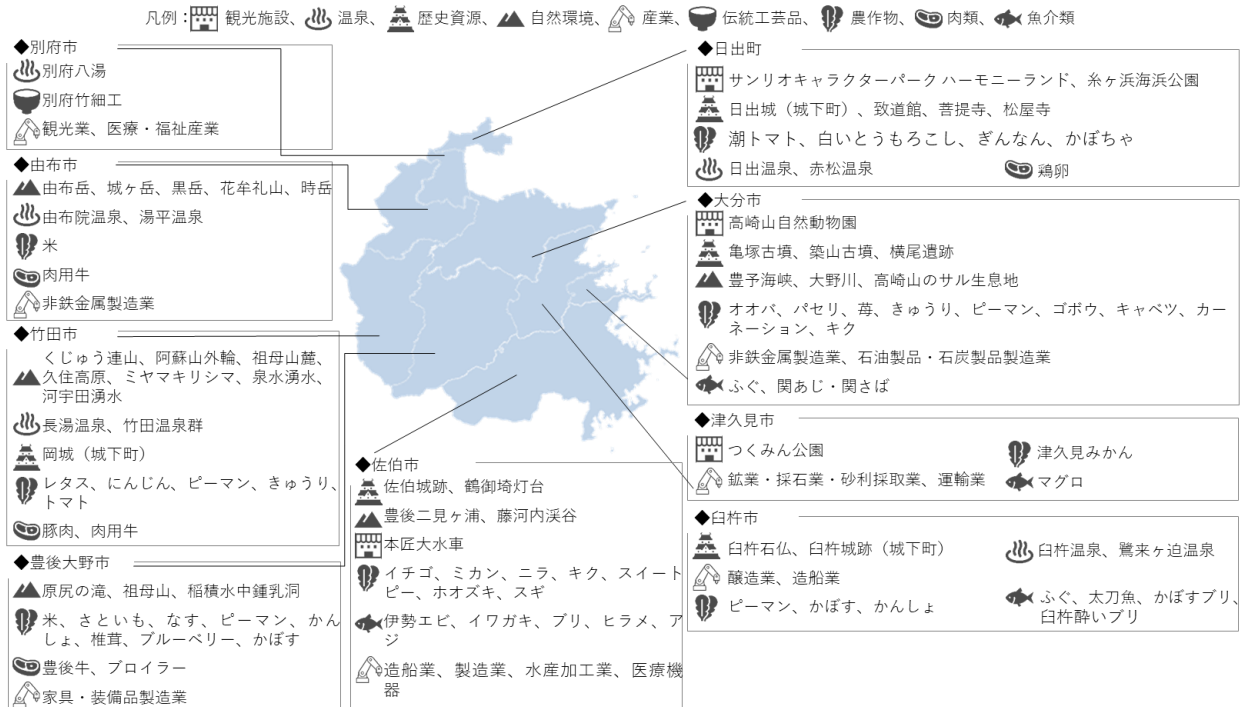 凡例：観光施設、温泉、歴史資源、自然環境、産業、伝統工芸品、農作物、肉類、魚介類
◆別府市
別府八湯
別府竹細工
観光業、医療・福祉産業
◆由布市
由布岳、城ヶ岳、黒岳、花牟礼山、時岳
由布院温泉、湯平温泉
米
肉用牛
非鉄金属製造業
◆竹田市
くじゅう連山、阿蘇山外輪、祖母山麓、
久住高原、ミヤマキリシマ、泉水湧水、
河宇田湧水
長湯温泉、竹田温泉群
岡城（城下町）
レタス、にんじん、ピーマン、きゅうり、
トマト
豚肉、肉用牛
◆豊後大野市
原尻の滝、祖母山、稲積水中鍾乳洞
米、さといも、なす、ピーマン、かん
しょ、椎茸、ブルーベリー、かぼす
豊後牛、ブロイラー
家具・装備品製造業
◆佐伯市
佐伯城跡、鶴御埼灯台
豊後二見ヶ浦、藤河内渓谷
本匠大水車
イチゴ、ミカン、ニラ、キク、スイート
ピー、ホオズキ、スギ
伊勢エビ、イワガキ、ブリ、ヒラメ、ア
ジ
造船業、製造業、水産加工業、医療機
器
◆日出町
サンリオキャラクターパーク ハーモニーランド、糸ヶ浜海浜公園
日出城（城下町）、致道館、菩提寺、松屋寺
潮トマト、白いとうもろこし、ぎんなん、かぼちゃ
日出温泉、赤松温泉
鶏卵
◆大分市
高崎山自然動物園
亀塚古墳、築山古墳、横尾遺跡
豊予海峡、大野川、高崎山のサル生息地
オオバ、パセリ、苺、きゅうり、ピーマン、ゴボウ、キャベツ、カー
ネーション、キク
非鉄金属製造業、石油製品・石炭製品製造業
ふぐ、関あじ・関さば
◆津久見市
つくみん公園
津久見みかん
鉱業・採石業・砂利採取業、運輸業
マグロ
◆臼杵市
臼杵石仏、臼杵城跡（城下町）
臼杵温泉、鷺来ヶ迫温泉
醸造業、造船業
ピーマン、かぼす、かんしょ
ふぐ、太刀魚、かぼすブリ、
臼杵酔いブリ